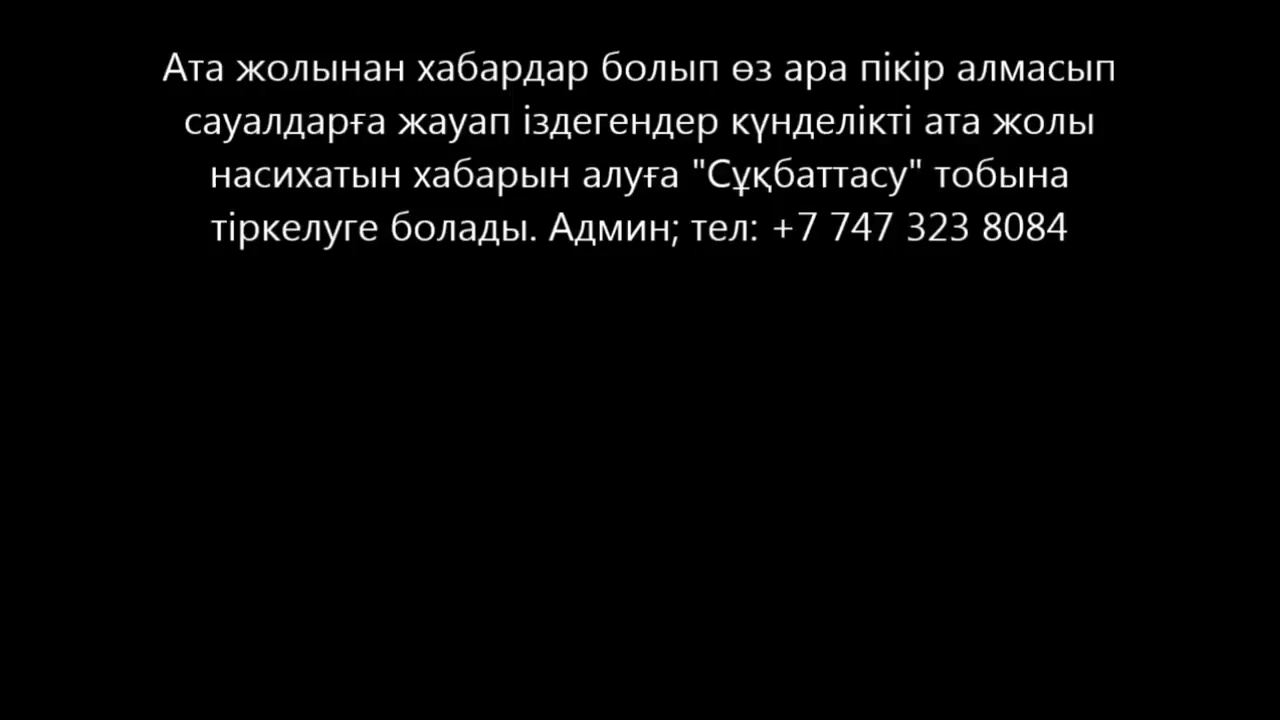 Ата жолынан хабардар болып өз ара пікір алмасып
сауалдарға жауап іздегендер күнделікті ата жолы
насихатын хабарын алуға "Сұқбаттасу" тобына
тіркелуге болады. Админ; тел: +7 747 323 8084